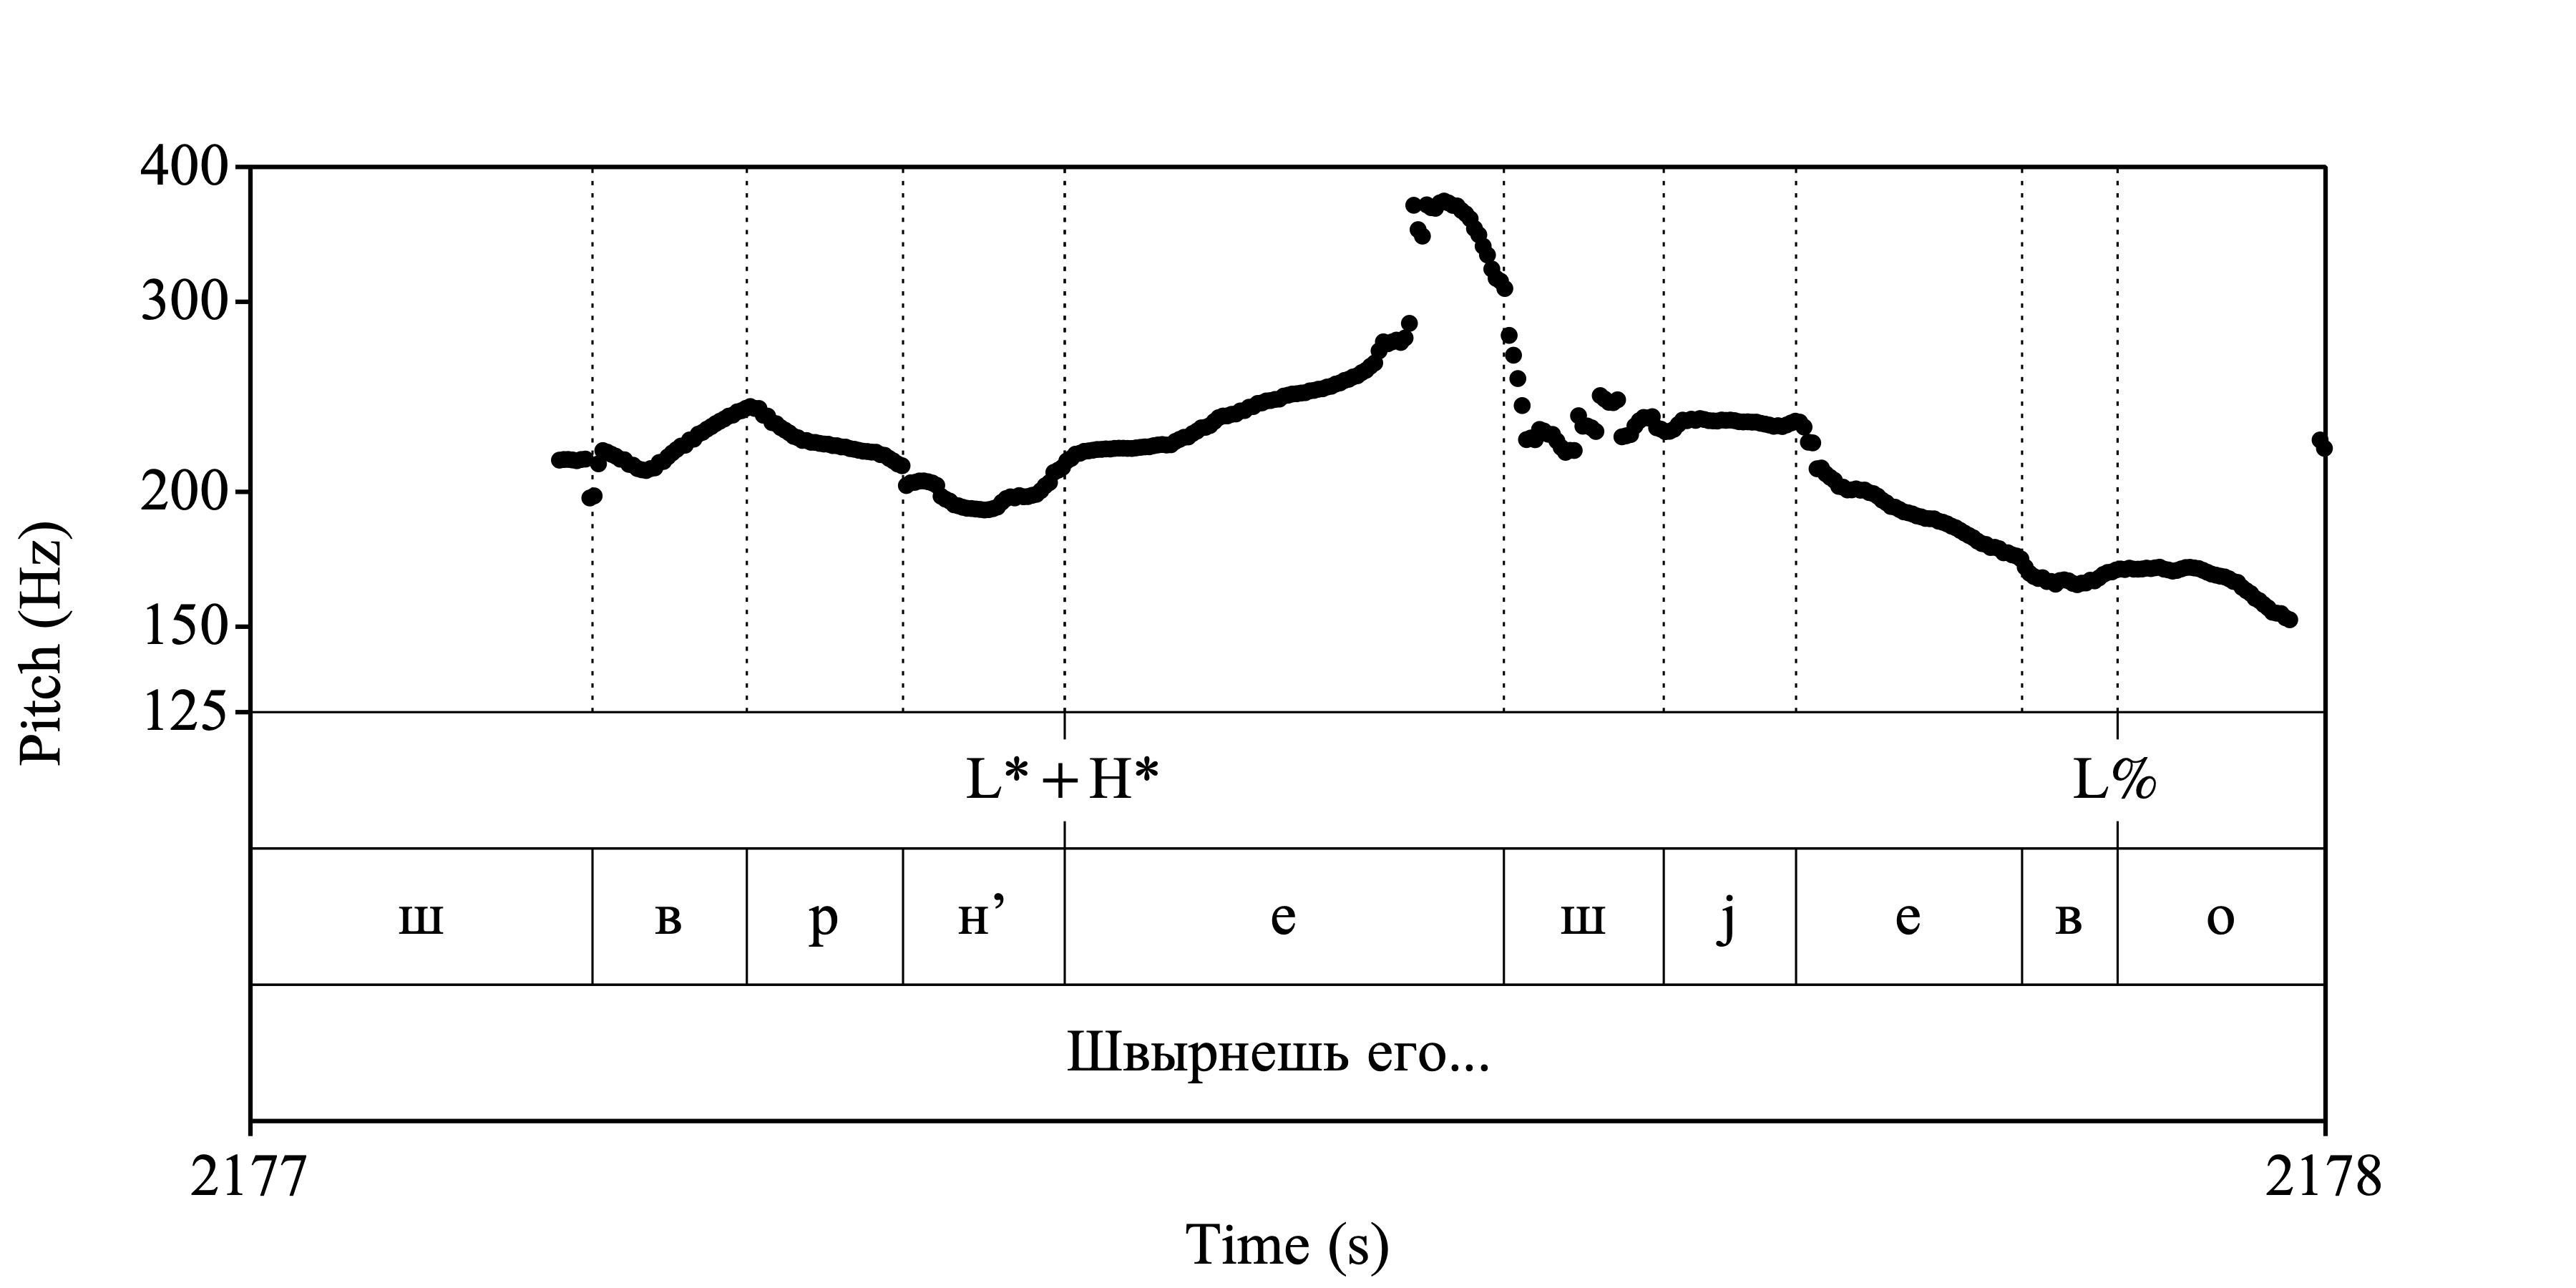 400
300
200
150
125
Pitch (Hz)
L* + H* L%
ш в р н’ е ш j е в о
Швырнешь его...
2177 2178
Time (s)